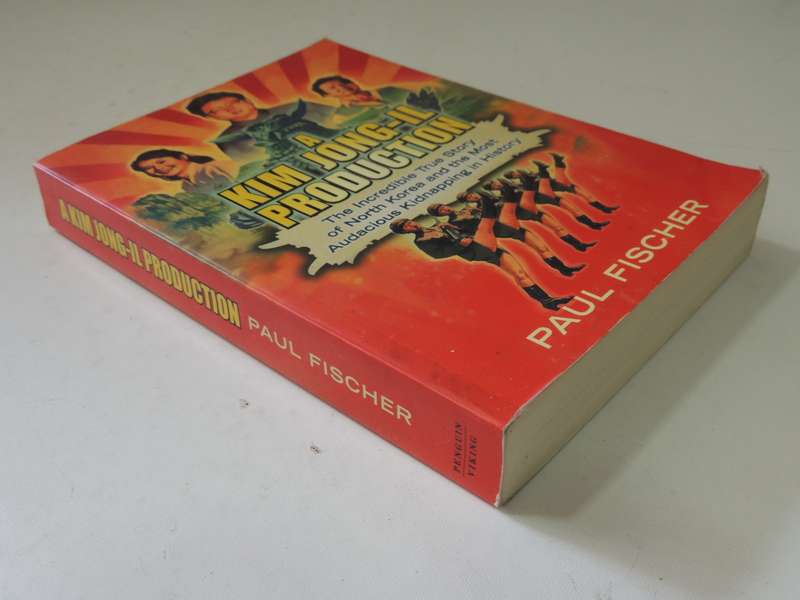 A
KIM JONG-IL
PRODUCTION
The Incredible True Story
of North Korea and the Most
Audacious Kidnapping in History
PAUL FISCHER
A KIM JONG-IL PRODUCTION PAUL FISCHER
PENGUIN
VIKING